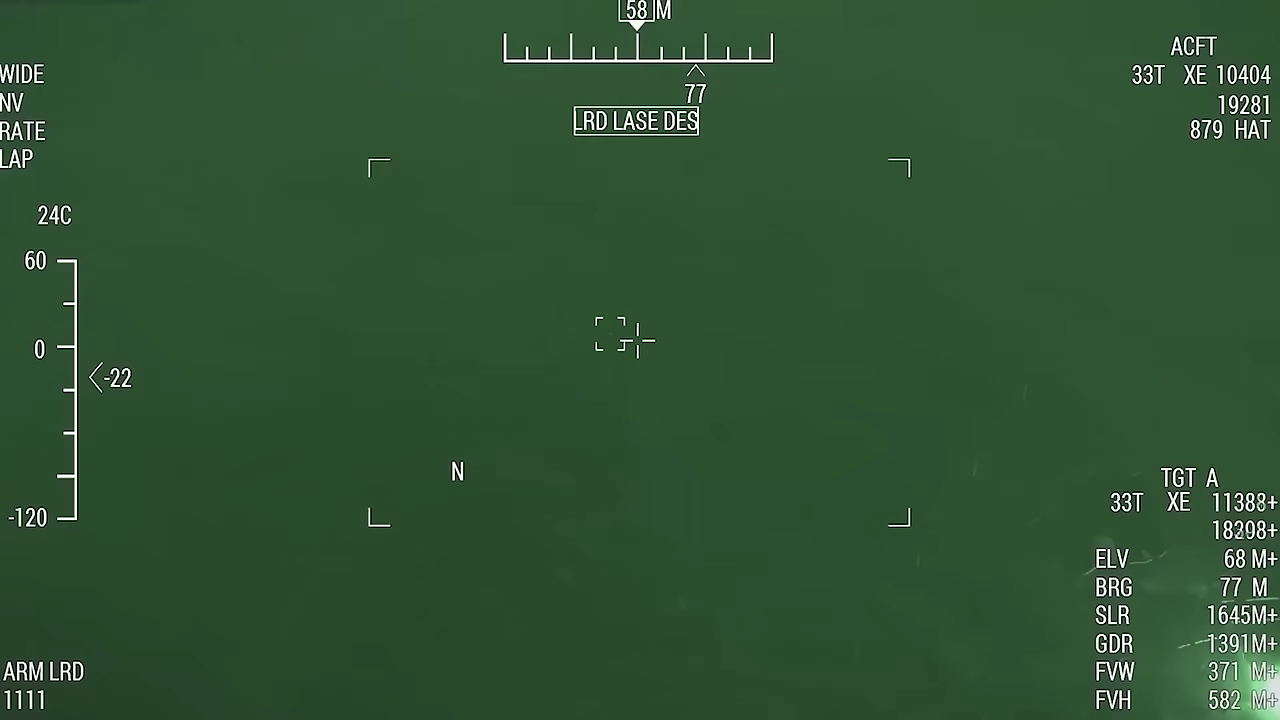 58 M
77
LRD LASE DES
WIDE
NV
RATE
LAP
ACFT
33T XE 10404
19281
879 HAT
24C
60
0
-22
-120
N
TGT A
33T XE 11388+
18298+
ELV 68 M+
BRG 77 M
SLR 1645M+
GDR 1391M+
FVW 371 M+
FVH 582 M+
ARM LRD
1111